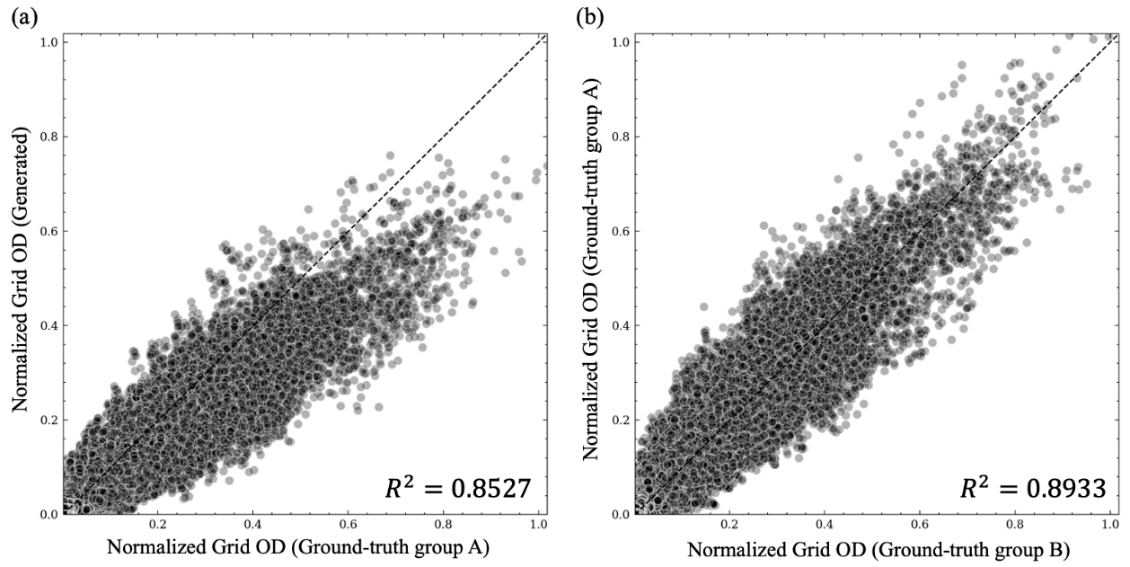 (a)
1.0
0.8
0.6
0.4
0.2
0.0
Normalized Grid OD (Generated)
R² = 0.8527
0.2 0.4 0.6 0.8 1.0
Normalized Grid OD (Ground-truth group A)
(b)
1.0
0.8
0.6
0.4
0.2
0.0
Normalized Grid OD (Ground-truth group A)
R² = 0.8933
0.2 0.4 0.6 0.8 1.0
Normalized Grid OD (Ground-truth group B)